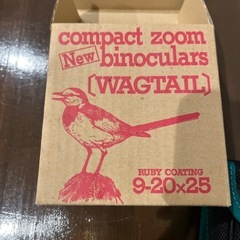 compact zoom
New binoculars
[WAGTAIL]
RUBY COATING
9-20×25